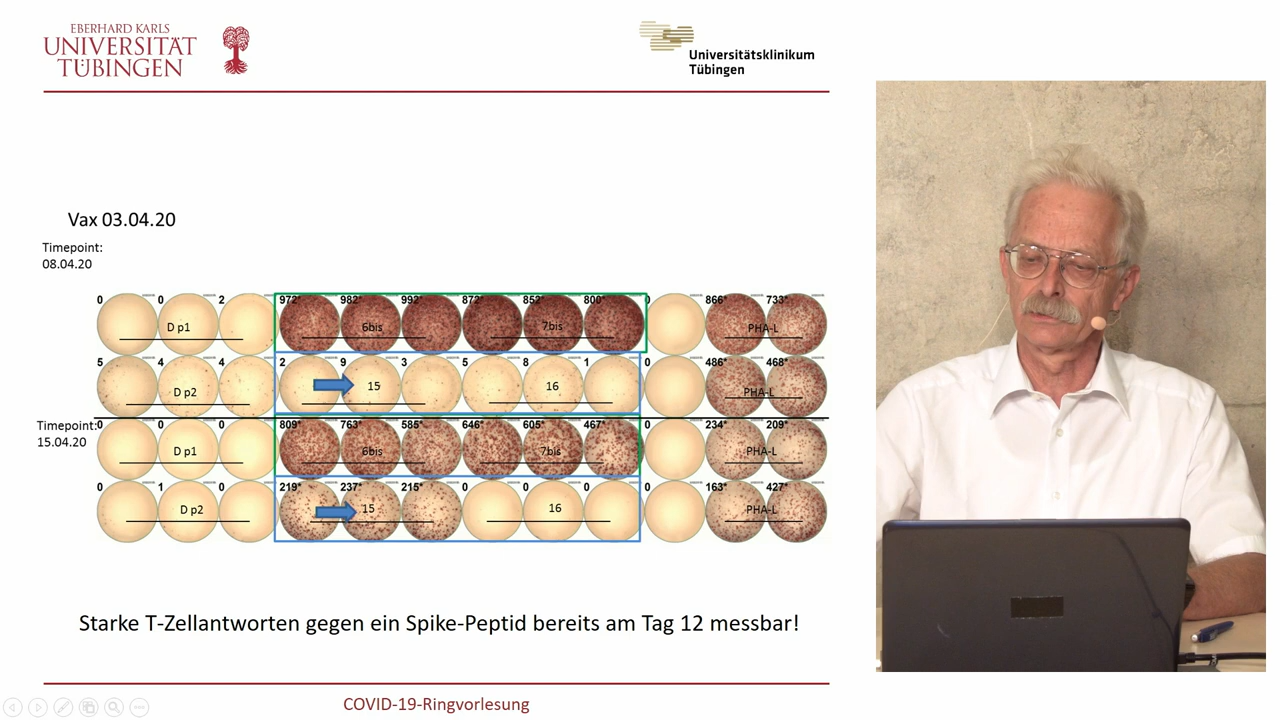 EBERHARD KARLS
UNIVERSITÄT
TÜBINGEN
Universitätsklinikum
Tübingen
Vax 03.04.20
Timepoint:
08.04.20
0 0 2 972* 982* 992* 872* 852* 800* 0 866* 733*
D p1 6bis 7bis PHA-L
5 4 4 2 9 3 5 8 1 0 486* 468*
D p2 15 16 PHA-L
Timepoint:
15.04.20
0 0 0 809* 763* 585* 646* 605* 467* 0 234* 209*
D p1 6bis 7bis PHA-L
0 1 0 219* 237* 215* 0 0 0 0 163* 427*
D p2 15 16 PHA-L
Starke T-Zellantworten gegen ein Spike-Peptid bereits am Tag 12 messbar!
COVID-19-Ringvorlesung